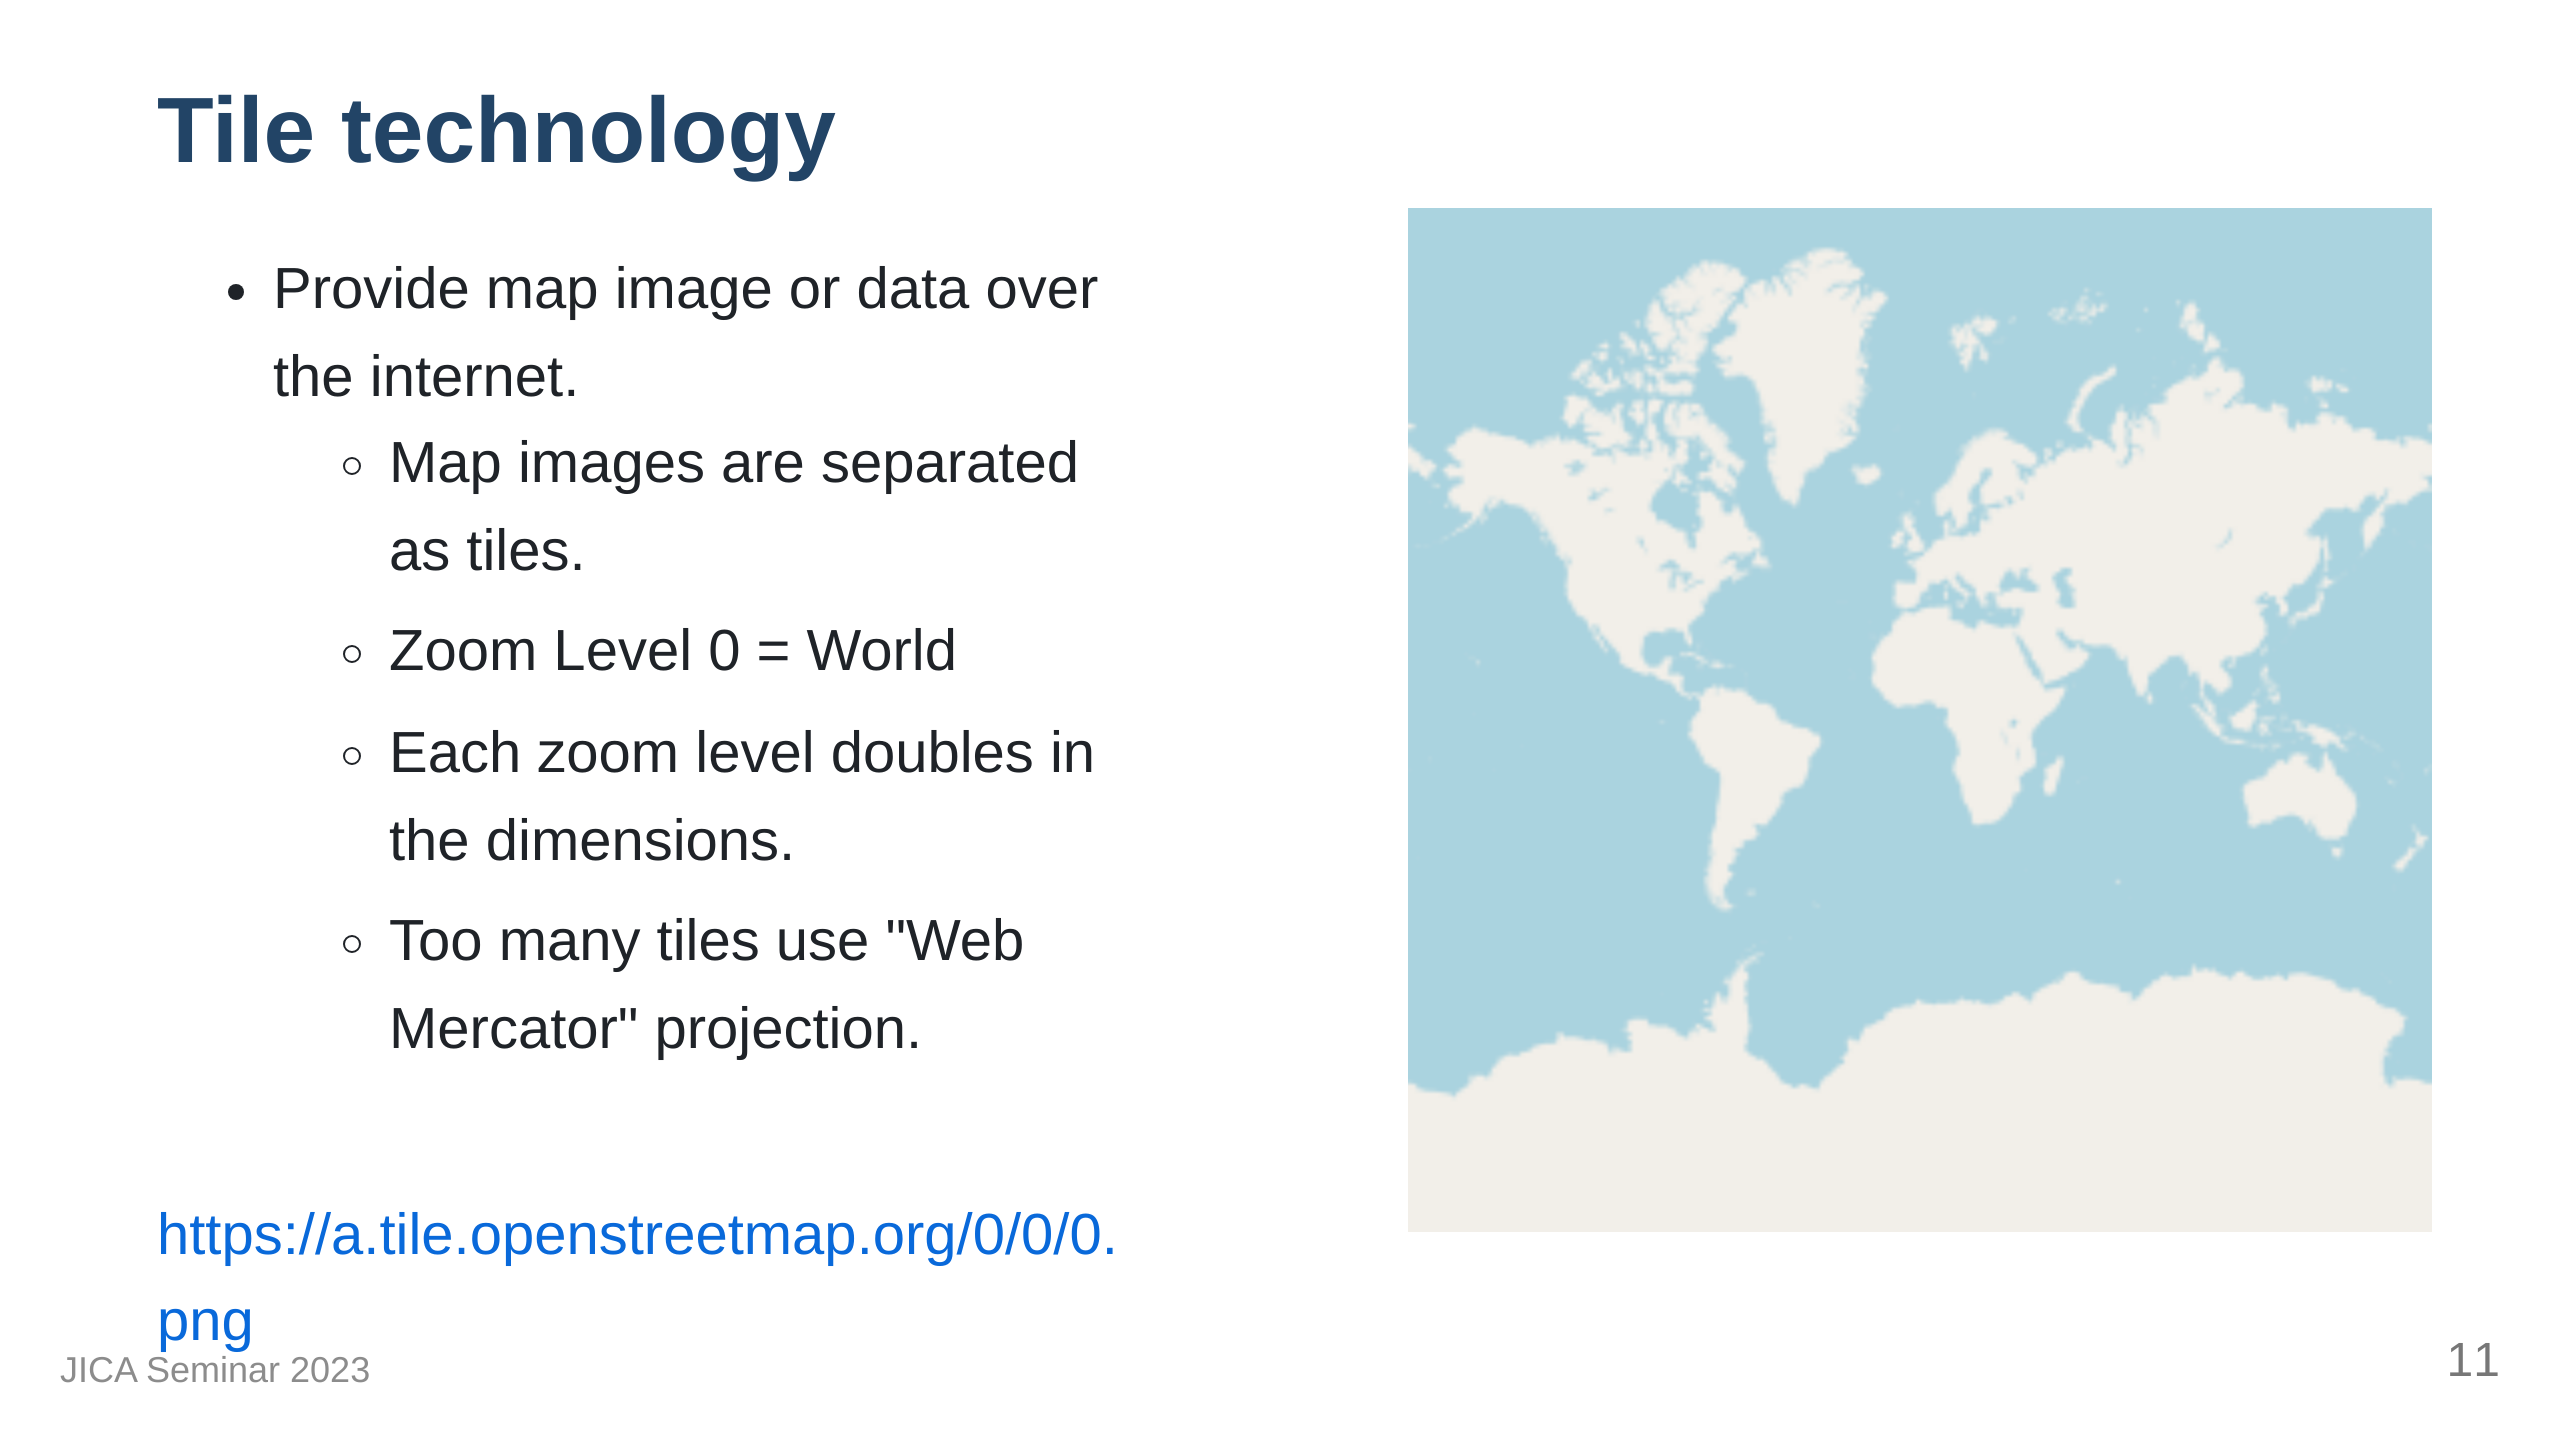 Tile technology
• Provide map image or data over
the internet.
○ Map images are separated
as tiles.
○ Zoom Level 0 = World
○ Each zoom level doubles in
the dimensions.
○ Too many tiles use "Web
Mercator" projection.
https://a.tile.openstreetmap.org/0/0/0.
png
JICA Seminar 2023
11